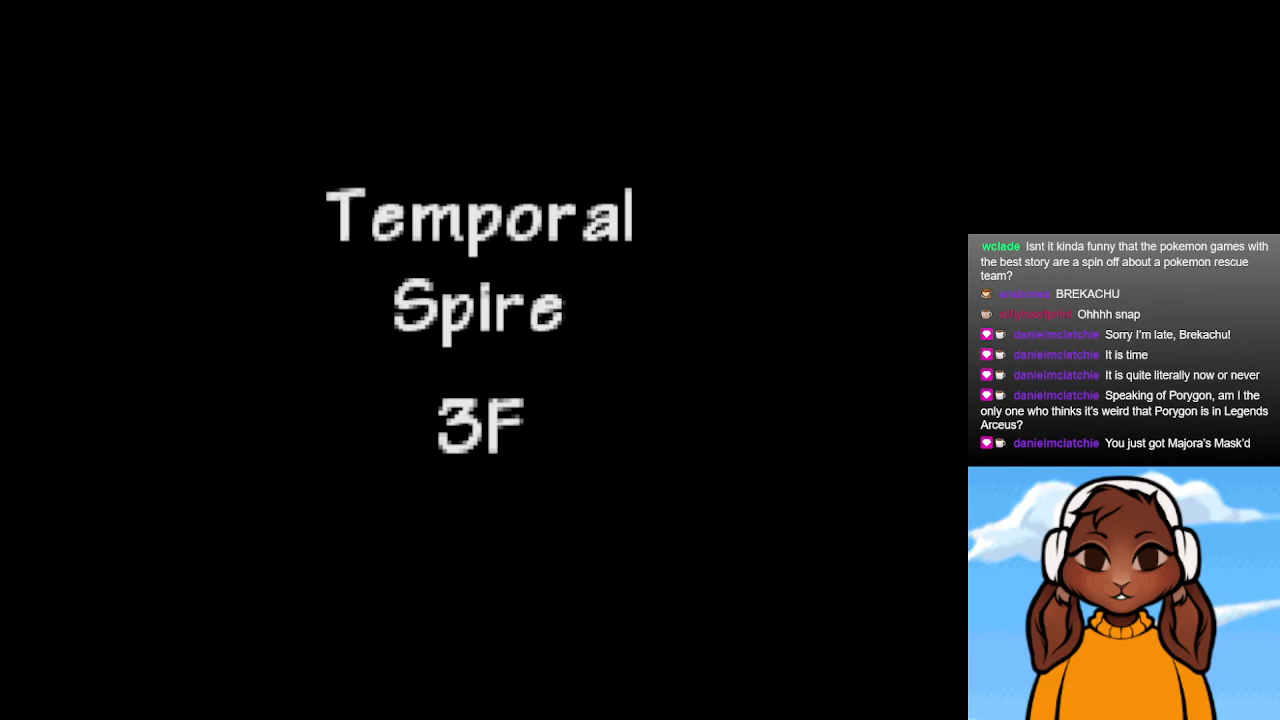 Temporal
Spire
3F
wclade Isnt it kinda funny that the pokemon games with
the best story are a spin off about a pokemon rescue
team?
BREKACHU
Ohhhh snap
danielmclatchie Sorry I'm late, Brekachu!
danielmclatchie It is time
danielmclatchie It is quite literally now or never
danielmclatchie Speaking of Porygon, am I the
only one who thinks it's weird that Porygon is in Legends
Arceus?
danielmclatchie You just got Majora's Mask'd